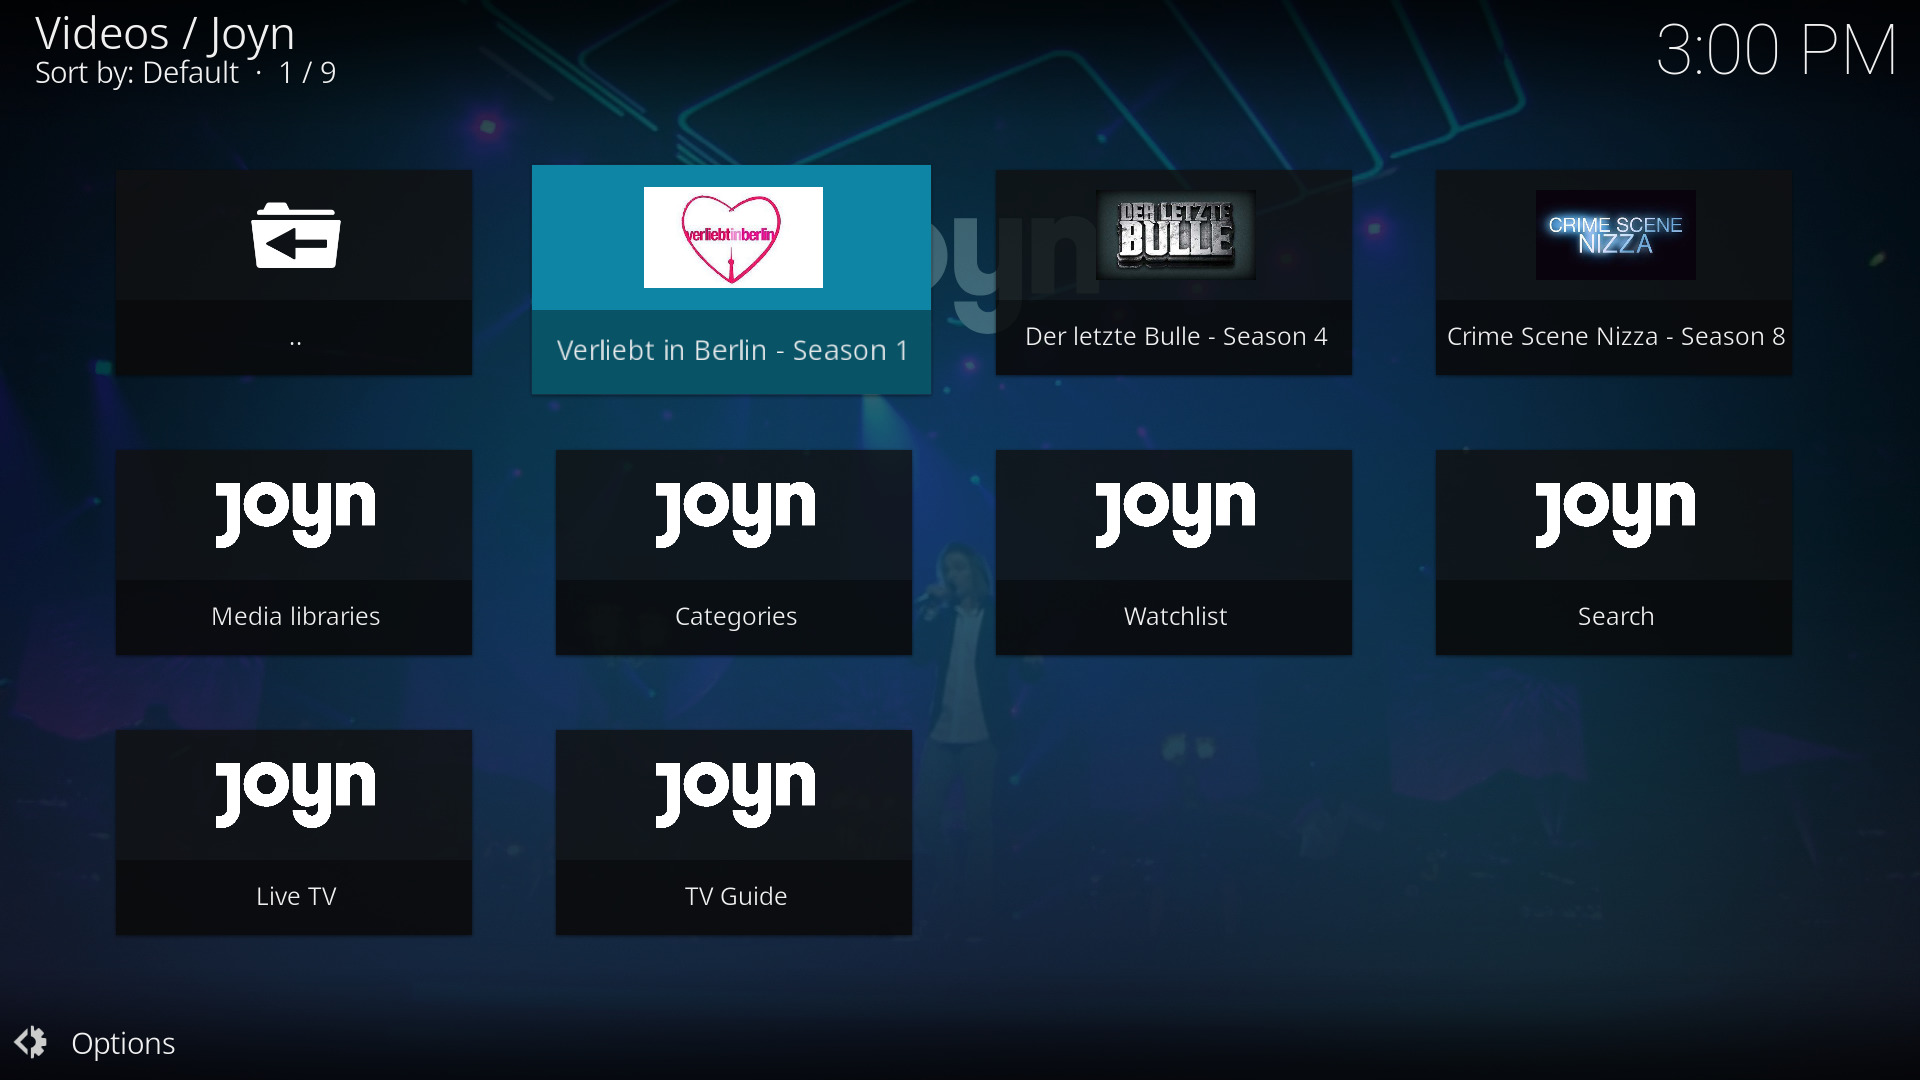 Videos / Joyn
Sort by: Default · 1 / 9
3:00 PM
..
verliebtinberlin
Verliebt in Berlin - Season 1
oyn
DER LETZTE
BULLE
Der letzte Bulle - Season 4
CRIME SCENE
NIZZA
Crime Scene Nizza - Season 8
Joyn
Media libraries
Joyn
Categories
Joyn
Watchlist
Joyn
Search
Joyn
Live TV
Joyn
TV Guide
Options